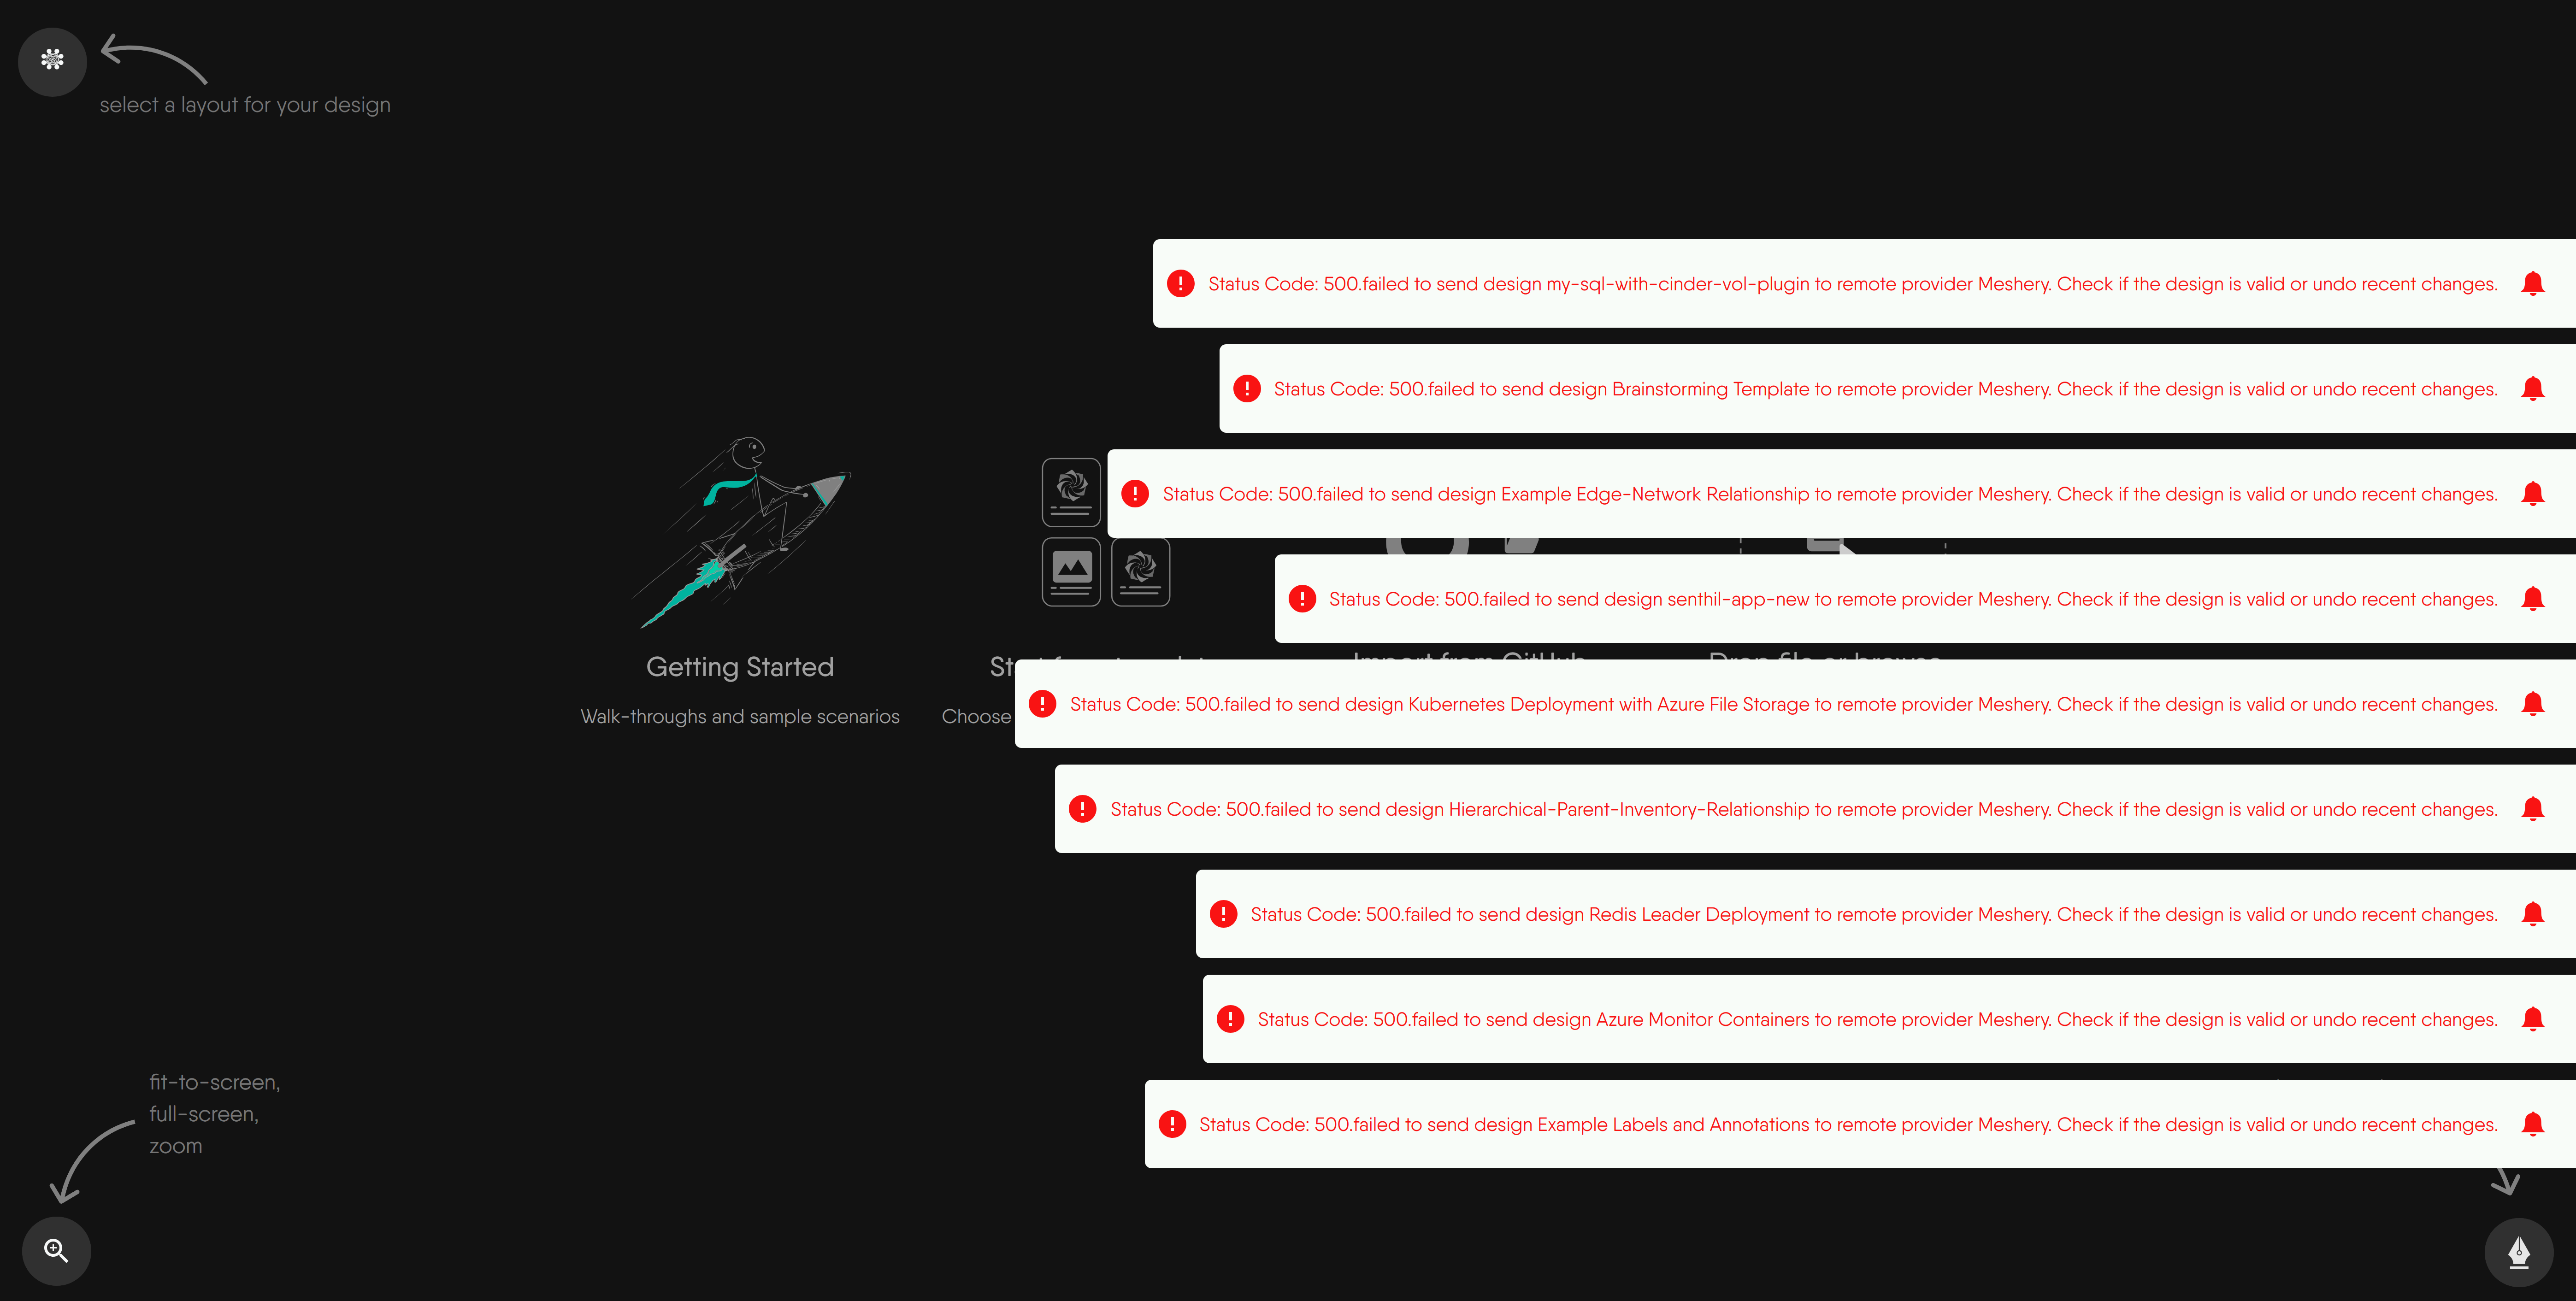 select a layout for your design
Status Code: 500.failed to send design my-sql-with-cinder-vol-plugin to remote provider Meshery. Check if the design is valid or undo recent changes.
Status Code: 500.failed to send design Brainstorming Template to remote provider Meshery. Check if the design is valid or undo recent changes.
Status Code: 500.failed to send design Example Edge-Network Relationship to remote provider Meshery. Check if the design is valid or undo recent changes.
Status Code: 500.failed to send design senthil-app-new to remote provider Meshery. Check if the design is valid or undo recent changes.
Getting Started
Import from GitHub
Drop file or browse
Status Code: 500.failed to send design Kubernetes Deployment with Azure File Storage to remote provider Meshery. Check if the design is valid or undo recent changes.
Walk-throughs and sample scenarios
Choose
Status Code: 500.failed to send design Hierarchical-Parent-Inventory-Relationship to remote provider Meshery. Check if the design is valid or undo recent changes.
Status Code: 500.failed to send design Redis Leader Deployment to remote provider Meshery. Check if the design is valid or undo recent changes.
Status Code: 500.failed to send design Azure Monitor Containers to remote provider Meshery. Check if the design is valid or undo recent changes.
Status Code: 500.failed to send design Example Labels and Annotations to remote provider Meshery. Check if the design is valid or undo recent changes.
fit-to-screen,
full-screen,
zoom